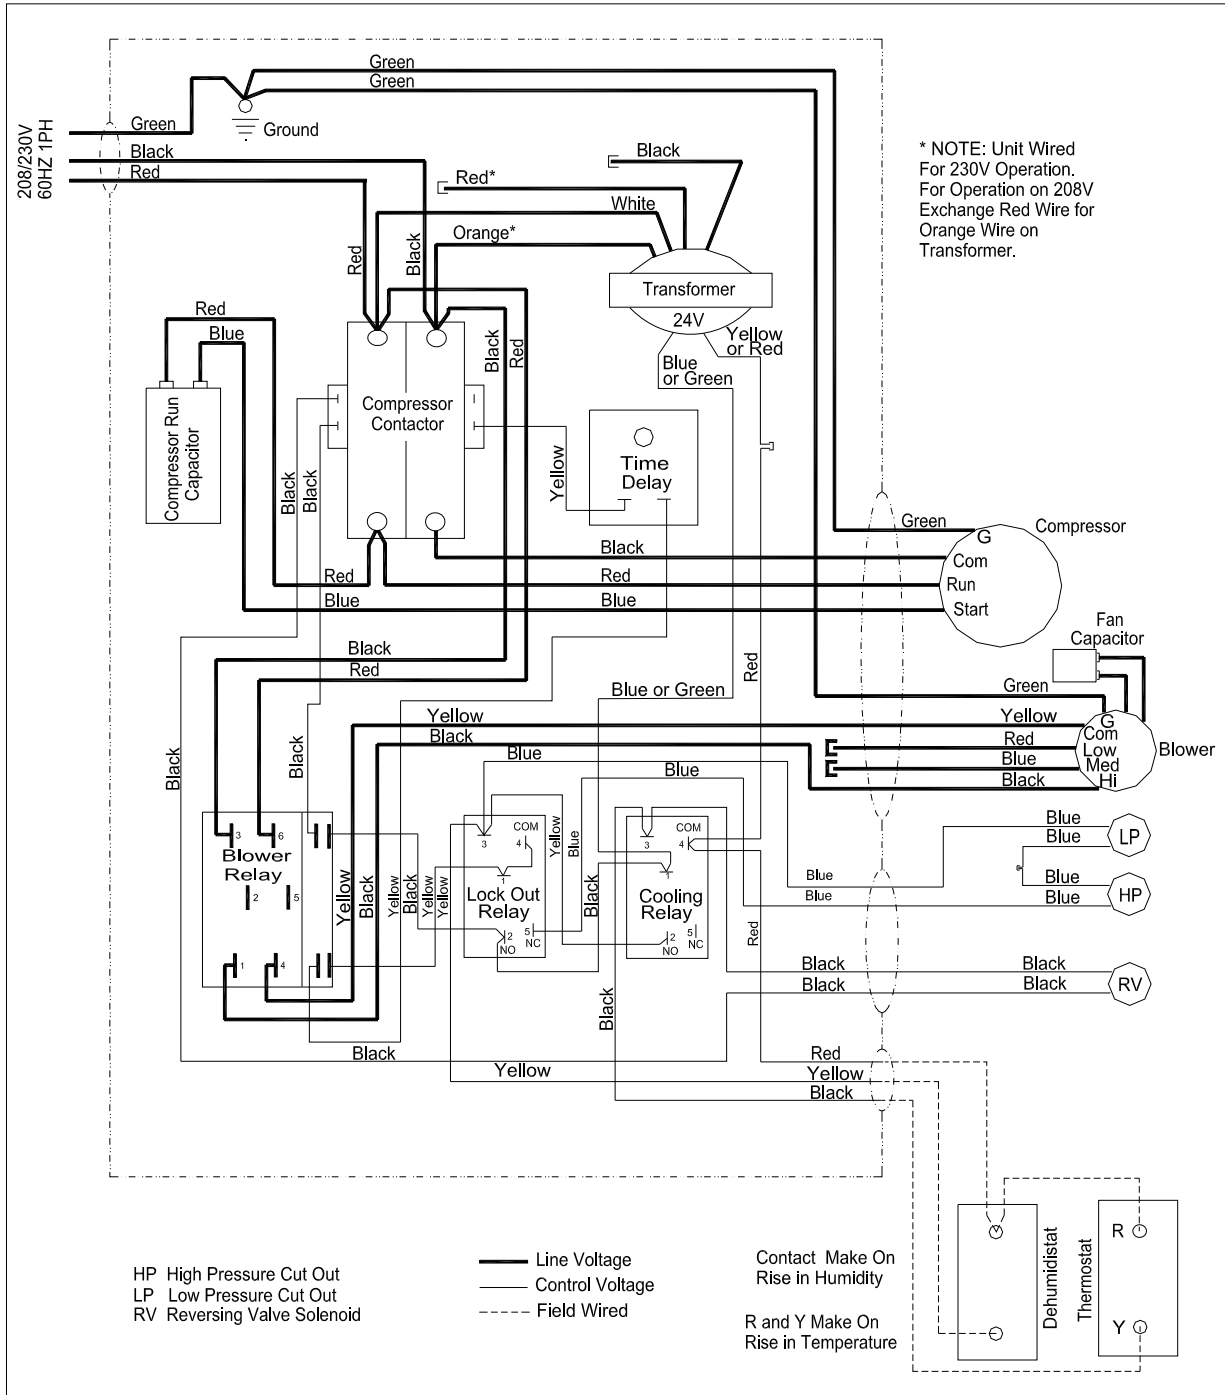 Green
Green
Green
Ground
208/230V
60HZ 1PH
Black
Red
Black
Red*
White
Orange*
* NOTE: Unit Wired
For 230V Operation.
For Operation on 208V
Exchange Red Wire for
Orange Wire on
Transformer.
Red
Black
Transformer
24V
Yellow
or Red
Blue
or Green
Red
Blue
Black
Red
Compressor Run
Capacitor
Compressor
Contactor
Time
Delay
Yellow
Black
Black
Green
G
Compressor
Com
Run
Start
Black
Red
Red
Blue
Blue
Fan
Capacitor
Black
Red
Red
Blue or Green
Green
Yellow
Yellow
Black
G
Com
Low
Med
Hi
Red
Blue
Black
Blower
Blue
Blue
Black
Black
3
6
Blower
Relay
2
5
1
4
Yellow
Black
Yellow
Black
Yellow
Yellow
COM
3
4
1
Lock Out
Relay
2
NO
5
NC
Yellow
Blue
Black
COM
3
4
1
Cooling
Relay
2
NO
5
NC
Red
Blue
Blue
Blue
Blue
LP
Blue
Blue
HP
Black
Black
Black
Black
RV
Black
Black
Yellow
Red
Yellow
Black
R
Y
Dehumidistat
Thermostat
HP High Pressure Cut Out
LP Low Pressure Cut Out
RV Reversing Valve Solenoid
Line Voltage
Control Voltage
Field Wired
Contact Make On
Rise in Humidity
R and Y Make On
Rise in Temperature